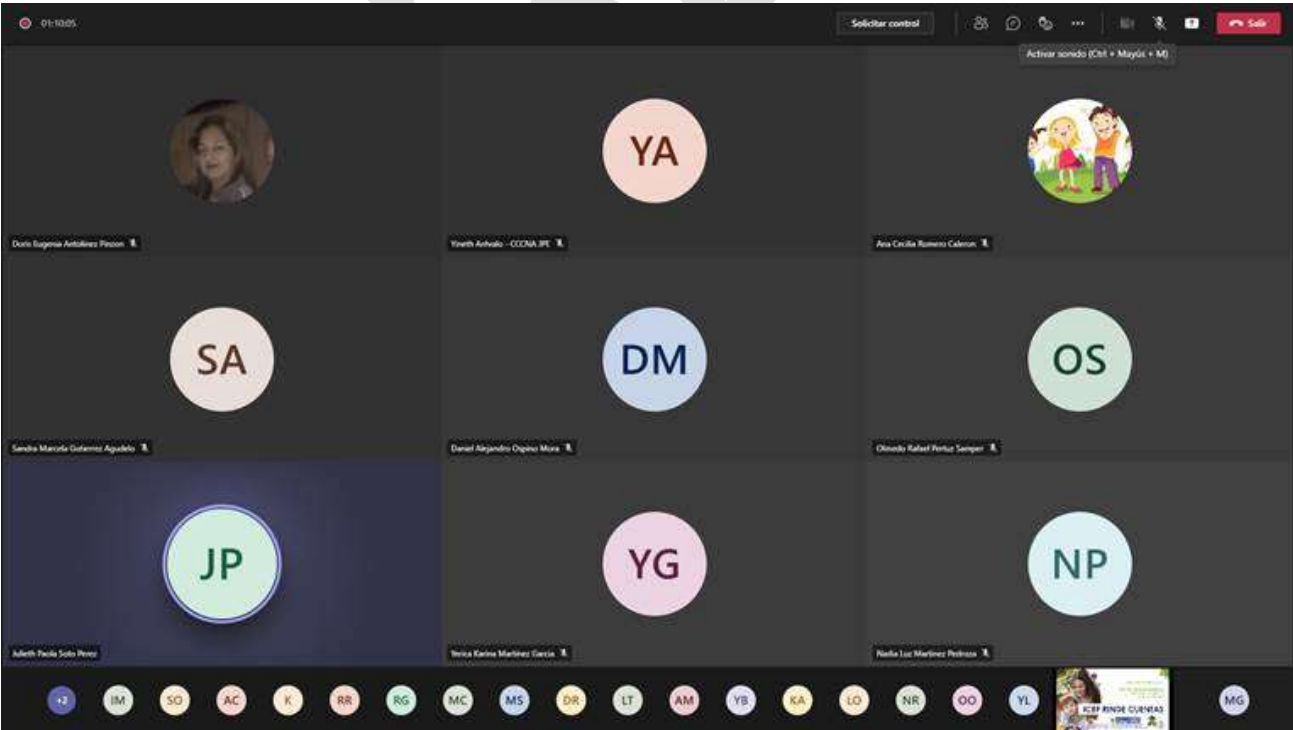 01:10:05
Solicitar control
Salir
Activar sonido (Ctrl + Mayús + M)
YA
Doris Eugenia Antolinez Pinzon
Yineth Arévalo - CCCNA JPE
Ana Cecilia Romero Caleron
SA
DM
OS
Sandra Marcela Gutierrez Agudelo
Daniel Alejandro Ospino Mora
Olmedo Rafael Pertuz Samper
JP
YG
NP
Julieth Paola Soto Perez
Yerica Karina Martinez Garcia
Nadia Luz Martinez Pedroza
+2
IM
SO
AC
K
RR
RG
MC
MS
DR
LT
AM
YB
KA
LO
NR
OO
YL
ICBF RINDE CUENTAS
MG